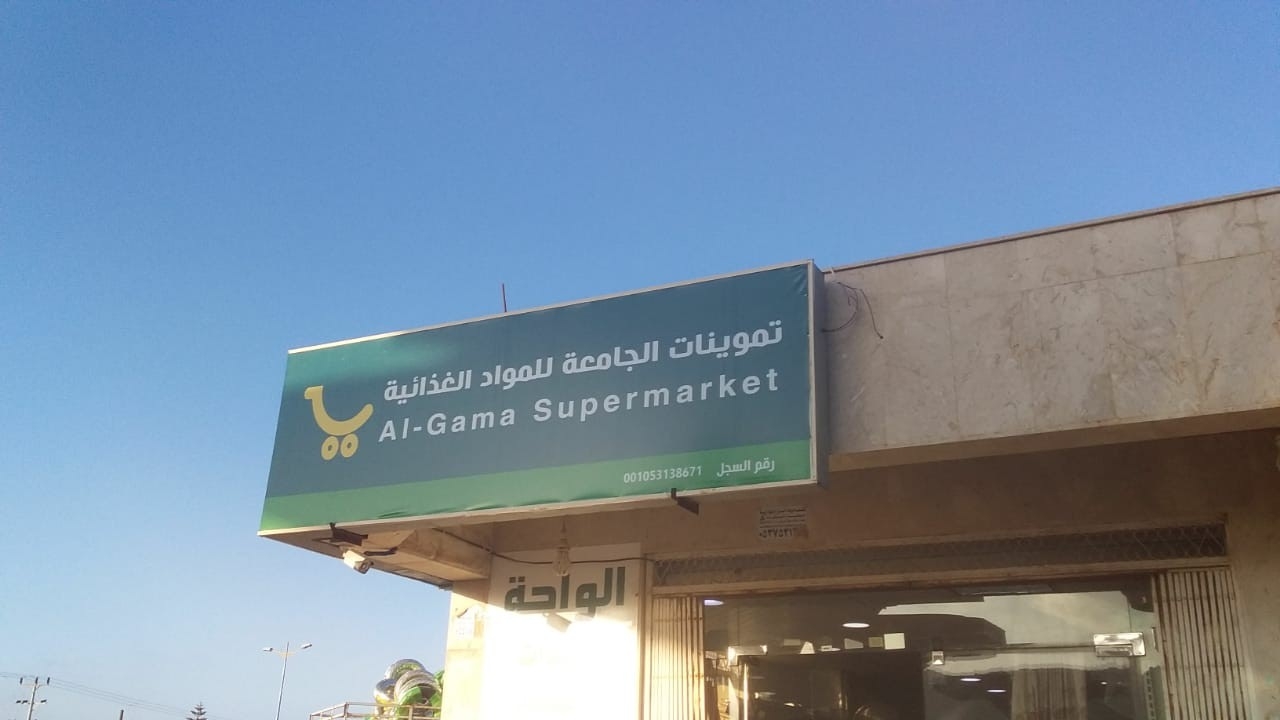 تموينات الجامعة للمواد الغذائية
Al-Gama Supermarket
رقم السجل 001053138671
الواحة